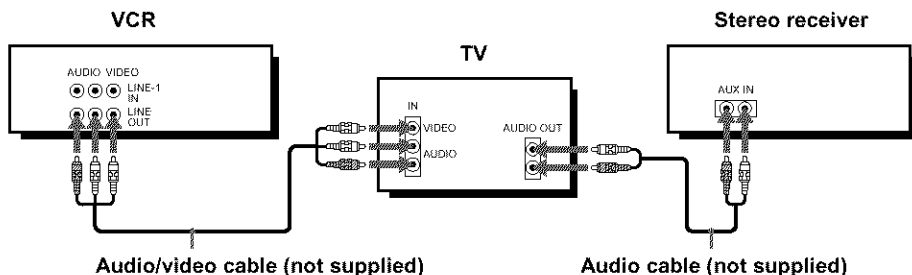 VCR
TV
Stereo receiver
AUDIO VIDEO
LINE-1
IN
LINE
OUT
IN
VIDEO
AUDIO
AUDIO OUT
AUX IN
Audio/video cable (not supplied)
Audio cable (not supplied)